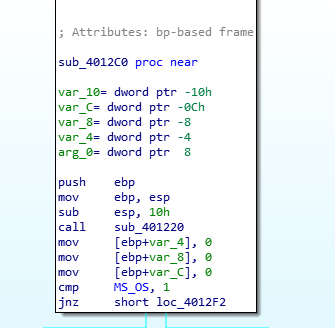 ; Attributes: bp-based frame
sub_4012C0 proc near
var_10= dword ptr -10h
var_C= dword ptr -0Ch
var_8= dword ptr -8
var_4= dword ptr -4
arg_0= dword ptr  8
push    ebp
mov     ebp, esp
sub     esp, 10h
call    sub_401220
mov     [ebp+var_4], 0
mov     [ebp+var_8], 0
mov     [ebp+var_C], 0
cmp     MS_OS, 1
jnz     short loc_4012F2